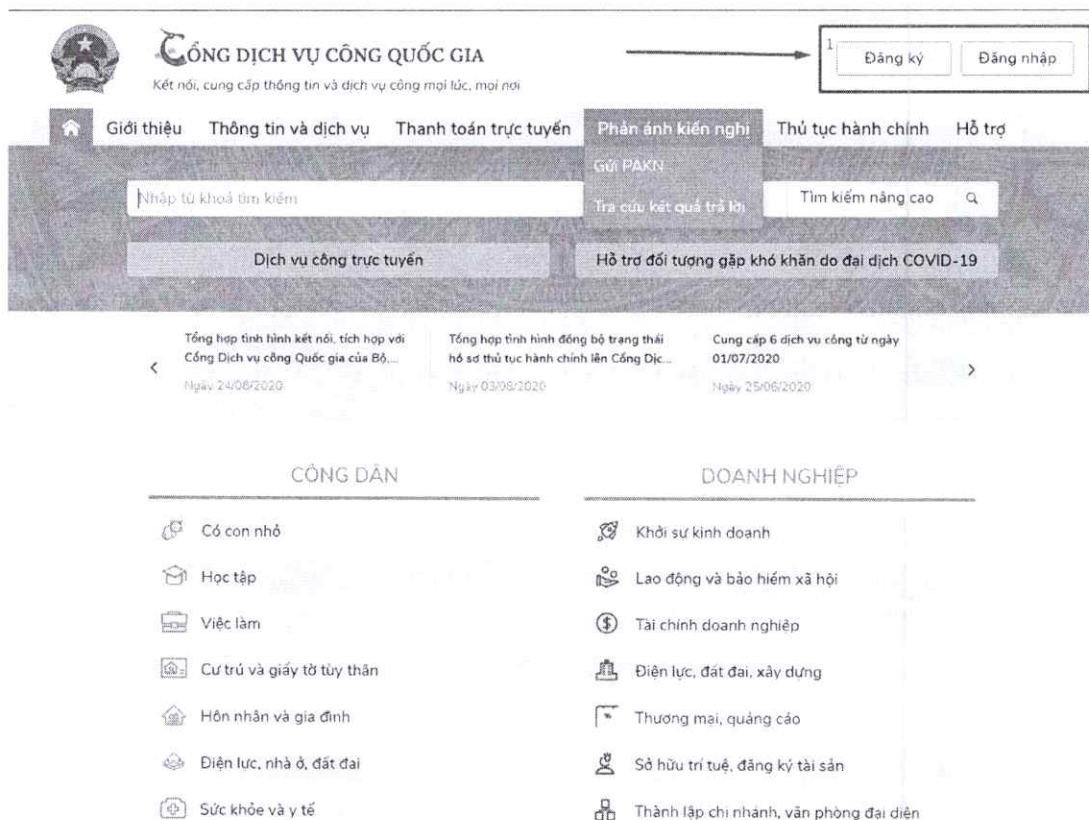 CỔNG DỊCH VỤ CÔNG QUỐC GIA
Kết nối, cung cấp thông tin và dịch vụ công mọi lúc, mọi nơi
1
Đăng ký
Đăng nhập
Giới thiệu
Thông tin và dịch vụ
Thanh toán trực tuyến
Phản ánh kiến nghị
Thủ tục hành chính
Hỗ trợ
Gửi PAKN
Tra cứu kết quả trả lời
Nhập từ khoá tìm kiếm
Tìm kiếm nâng cao
Dịch vụ công trực tuyến
Hỗ trợ đối tượng gặp khó khăn do đại dịch COVID-19
Tổng hợp tình hình kết nối, tích hợp với
Cổng Dịch vụ công Quốc gia của Bộ,...
Ngày 24/08/2020
Tổng hợp tình hình đồng bộ trạng thái
hồ sơ thủ tục hành chính lên Cổng Dịc...
Ngày 03/08/2020
Cung cấp 6 dịch vụ công từ ngày
01/07/2020
Ngày 25/06/2020
CÔNG DÂN
Có con nhỏ
Học tập
Việc làm
Cư trú và giấy tờ tùy thân
Hôn nhân và gia đình
Điện lực, nhà ở, đất đai
Sức khỏe và y tế
DOANH NGHIỆP
Khởi sự kinh doanh
Lao động và bảo hiểm xã hội
Tài chính doanh nghiệp
Điện lực, đất đai, xây dựng
Thương mại, quảng cáo
Sở hữu trí tuệ, đăng ký tài sản
Thành lập chi nhánh, văn phòng đại diện